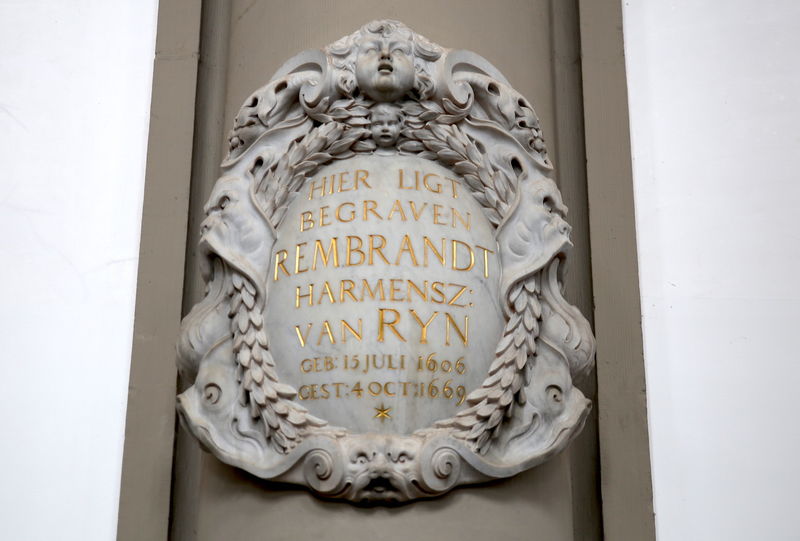 HIER LIGT
BEGRAVEN
REMBRANDT
HARMENSZ:
VAN RYN
GEB: 15 JULI 1606
GEST: 4 OCT: 1669